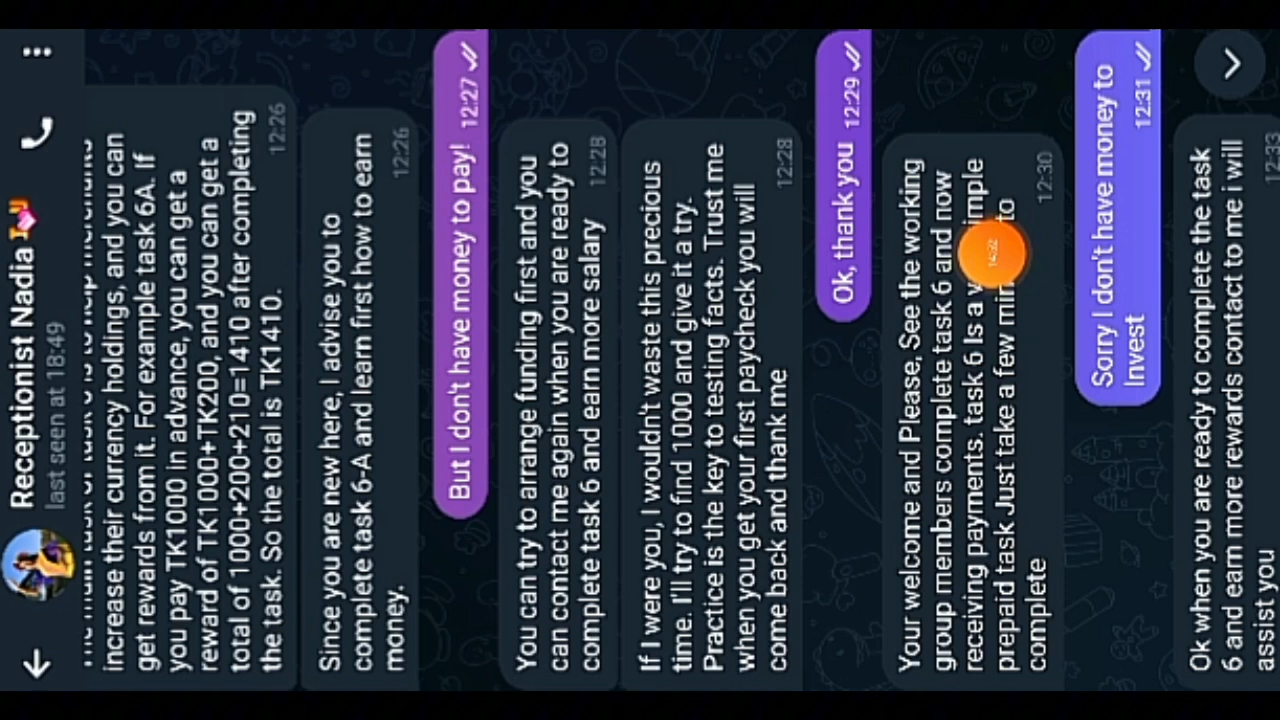 Receptionist Nadia
last seen at 18:49
increase their currency holdings, and you can
get rewards from it. For example task 6A. If
you pay TK1000 in advance, you can get a
reward of TK1000+TK200, and you can get a
total of 1000+200+210=1410 after completing
the task. So the total is TK1410.
12:26
Since you are new here, I advise you to
complete task 6-A and learn first how to earn
money.
12:26
But I don't have money to pay! 12:27
You can try to arrange funding first and you
can contact me again when you are ready to
complete task 6 and earn more salary
12:28
If I were you, I wouldn't waste this precious
time. I'll try to find 1000 and give it a try.
Practice is the key to testing facts. Trust me
when you get your first paycheck you will
come back and thank me
12:28
Ok, thank you 12:29
Your welcome and Please, See the working
group members complete task 6 and now
receiving payments. task 6 Is a
prepaid task Just take a few to
complete
12:30
14:32
Sorry I don't have money to
Invest
12:31
Ok when you are ready to complete the task
6 and earn more rewards contact to me i will
assist you
12:33